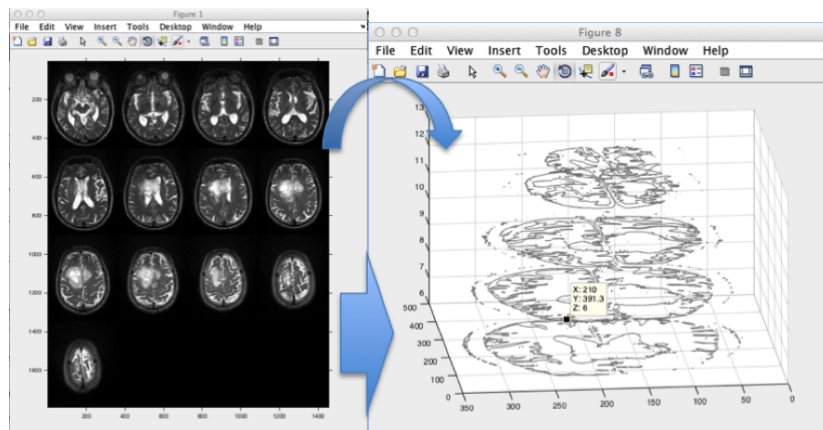 Figure 1
File Edit View Insert Tools Desktop Window Help
200
400
600
800
1000
1200
1400
1600
200 400 600 800 1000 1200 1400
Figure 8
File Edit View Insert Tools Desktop Window Help
13
12
11
10
9
8
7
6
X: 210
Y: 391.3
Z: 6
500
400
300
200
100
0
350 300 250 200 150 100 50 0